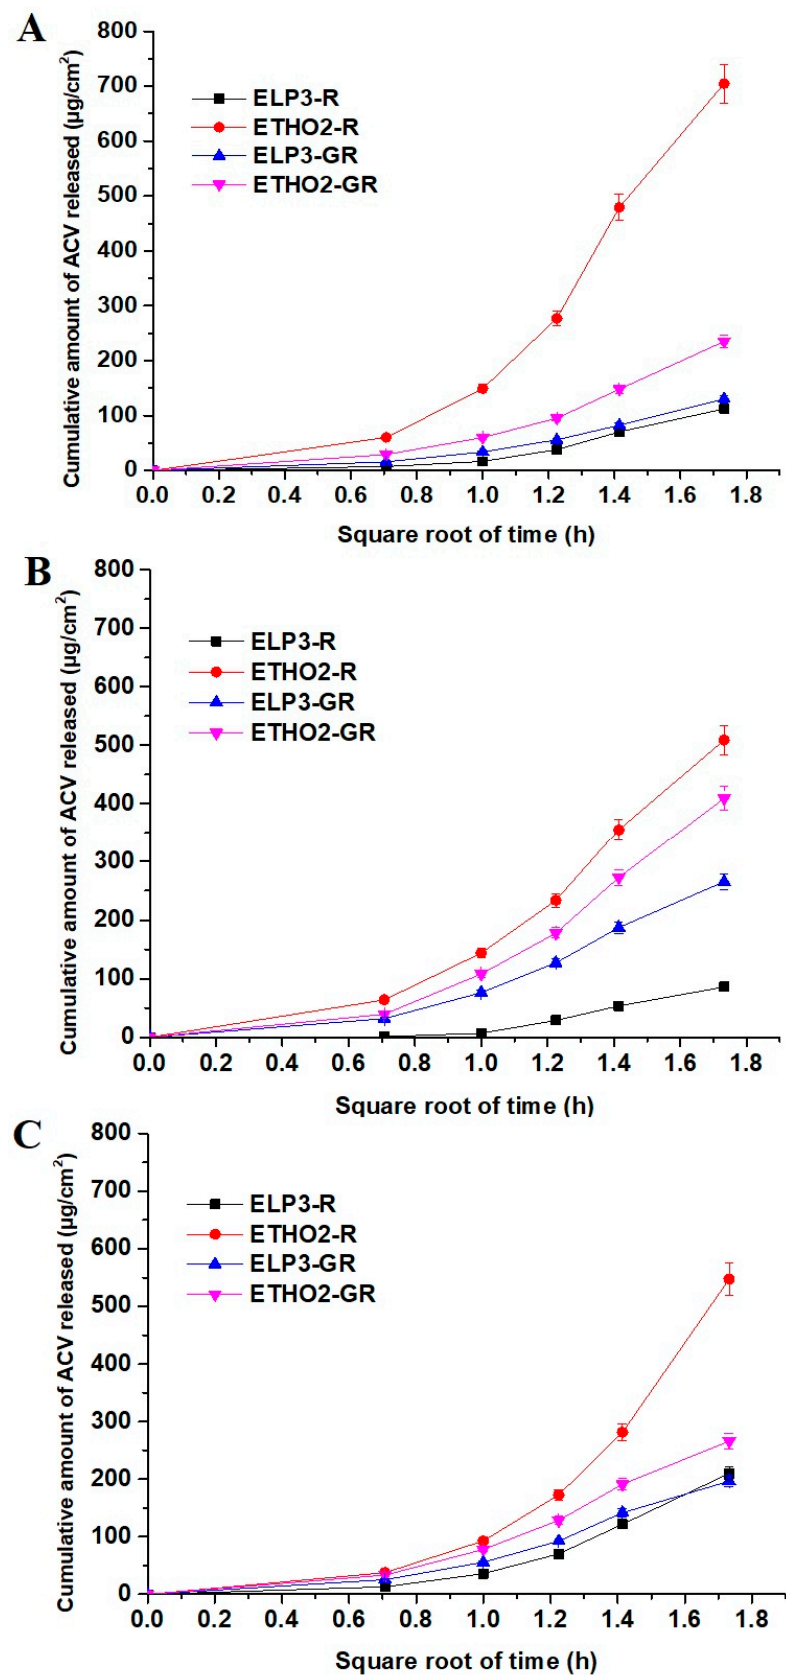 A
Cumulative amount of ACV released (µg/cm²)
800
700
600
500
400
300
200
100
0
ELP3-R
ETHO2-R
ELP3-GR
ETHO2-GR
0.0 0.2 0.4 0.6 0.8 1.0 1.2 1.4 1.6 1.8
Square root of time (h)
B
Cumulative amount of ACV released (µg/cm²)
800
700
600
500
400
300
200
100
0
ELP3-R
ETHO2-R
ELP3-GR
ETHO2-GR
0.0 0.2 0.4 0.6 0.8 1.0 1.2 1.4 1.6 1.8
Square root of time (h)
C
Cumulative amount of ACV released (µg/cm²)
800
700
600
500
400
300
200
100
0
ELP3-R
ETHO2-R
ELP3-GR
ETHO2-GR
0.0 0.2 0.4 0.6 0.8 1.0 1.2 1.4 1.6 1.8
Square root of time (h)